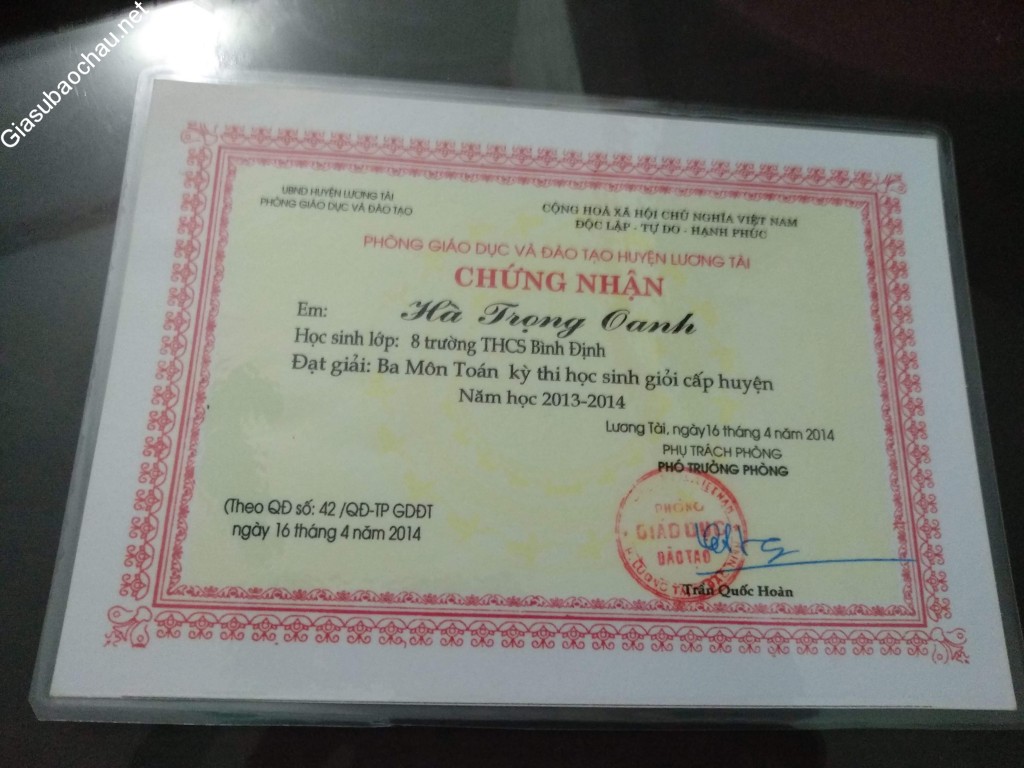 Giasubaochau.net
UBND HUYỆN LƯƠNG TÀI
PHÒNG GIÁO DỤC VÀ ĐÀO TẠO
CỘNG HOÀ XÃ HỘI CHỦ NGHĨA VIỆT NAM
ĐỘC LẬP - TỰ DO - HẠNH PHÚC
PHÒNG GIÁO DỤC VÀ ĐÀO TẠO HUYỆN LƯƠNG TÀI
CHỨNG NHẬN
Em: Hà Trọng Oanh
Học sinh lớp: 8 trường THCS Bình Định
Đạt giải: Ba Môn Toán kỳ thi học sinh giỏi cấp huyện
Năm học 2013-2014
Lương Tài, ngày16 tháng 4 năm 2014
PHỤ TRÁCH PHÒNG
PHÓ TRƯỞNG PHÒNG
(Theo QĐ số: 42 /QĐ-TP GDĐT
ngày 16 tháng 4 năm 2014
PHÒNG
GIÁO DỤC
ĐÀO TẠO
Trần Quốc Hoàn